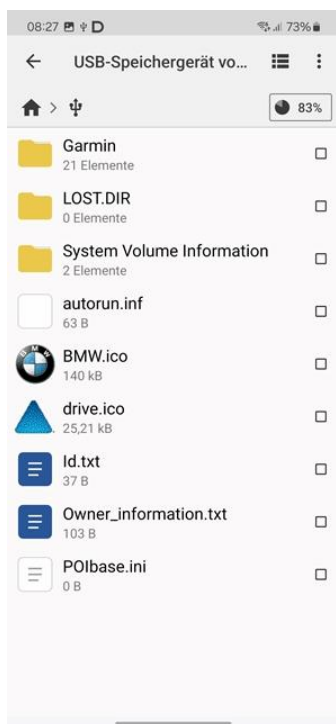 08:27 73%
USB-Speichergerät vo...
83%
Garmin
21 Elemente
LOST.DIR
0 Elemente
System Volume Information
2 Elemente
autorun.inf
63 B
BMW.ico
140 kB
drive.ico
25,21 kB
Id.txt
37 B
Owner_information.txt
103 B
POIbase.ini
0 B